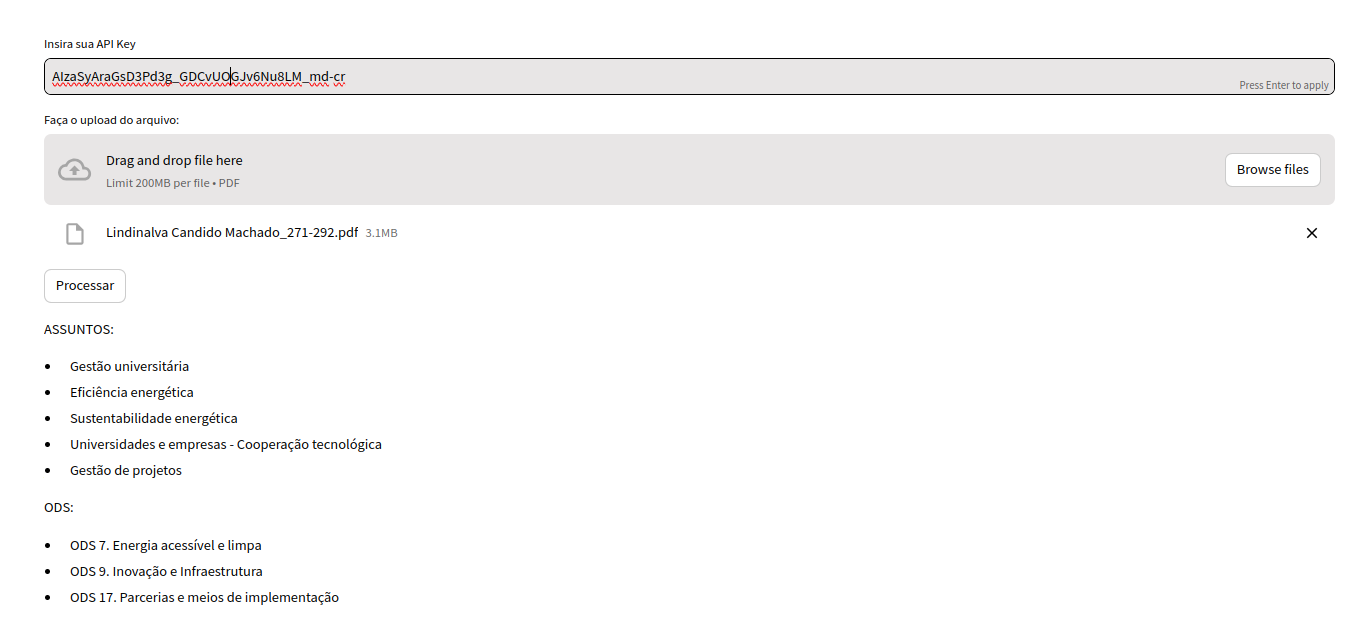 Insira sua API Key
AIzaSyAraGsD3Pd3g_GDCvUOGJv6Nu8LM_md-cr
Press Enter to apply
Faça o upload do arquivo:
Drag and drop file here
Limit 200MB per file • PDF
Browse files
Lindinalva Candido Machado_271-292.pdf 3.1MB
Processar
ASSUNTOS:
• Gestão universitária
• Eficiência energética
• Sustentabilidade energética
• Universidades e empresas - Cooperação tecnológica
• Gestão de projetos
ODS:
• ODS 7. Energia acessível e limpa
• ODS 9. Inovação e Infraestrutura
• ODS 17. Parcerias e meios de implementação